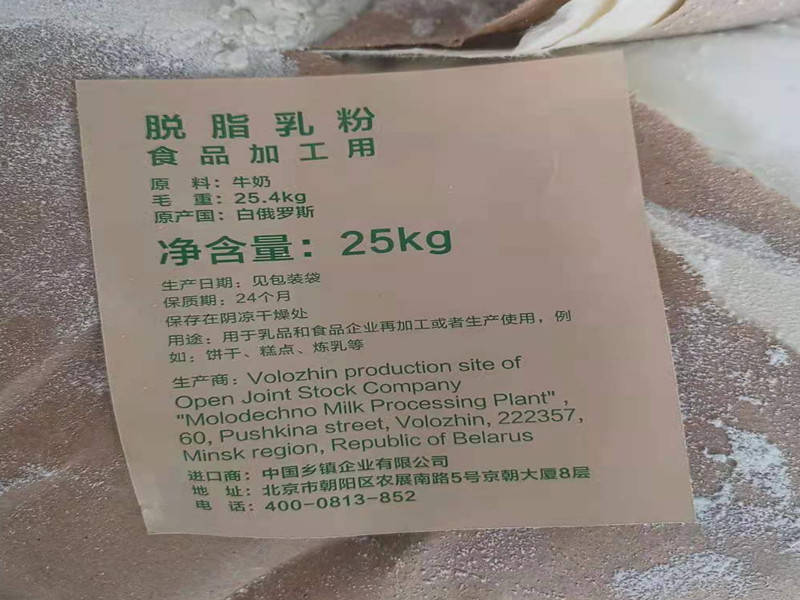 脱脂乳粉
食品加工用
原 料：牛奶
毛 重：25.4kg
原产国：白俄罗斯
净含量：25kg
生产日期：见包装袋
保质期：24个月
保存在阴凉干燥处
用途：用于乳品和食品企业再加工或者生产使用，例
如：饼干、糕点、炼乳等
生产商：Volozhin production site of
Open Joint Stock Company
"Molodechno Milk Processing Plant" ,
60, Pushkina street, Volozhin, 222357,
Minsk region, Republic of Belarus
进口商：中国乡镇企业有限公司
地 址：北京市朝阳区农展南路5号京朝大厦8层
电 话：400-0813-852